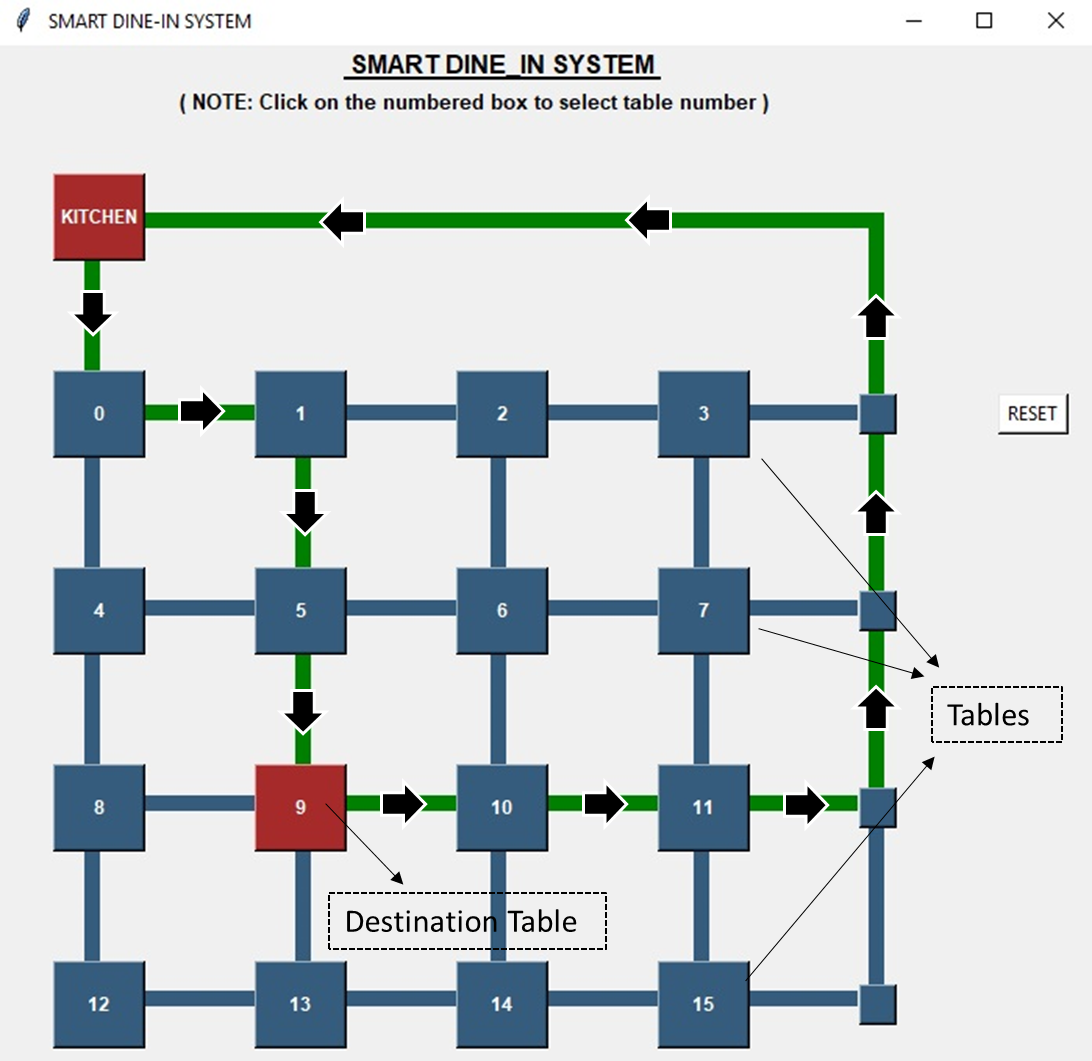 SMART DINE-IN SYSTEM
SMART DINE_IN SYSTEM
( NOTE: Click on the numbered box to select table number )
KITCHEN
0 1 2 3
RESET
4 5 6 7
Tables
8 9 10 11
Destination Table
12 13 14 15